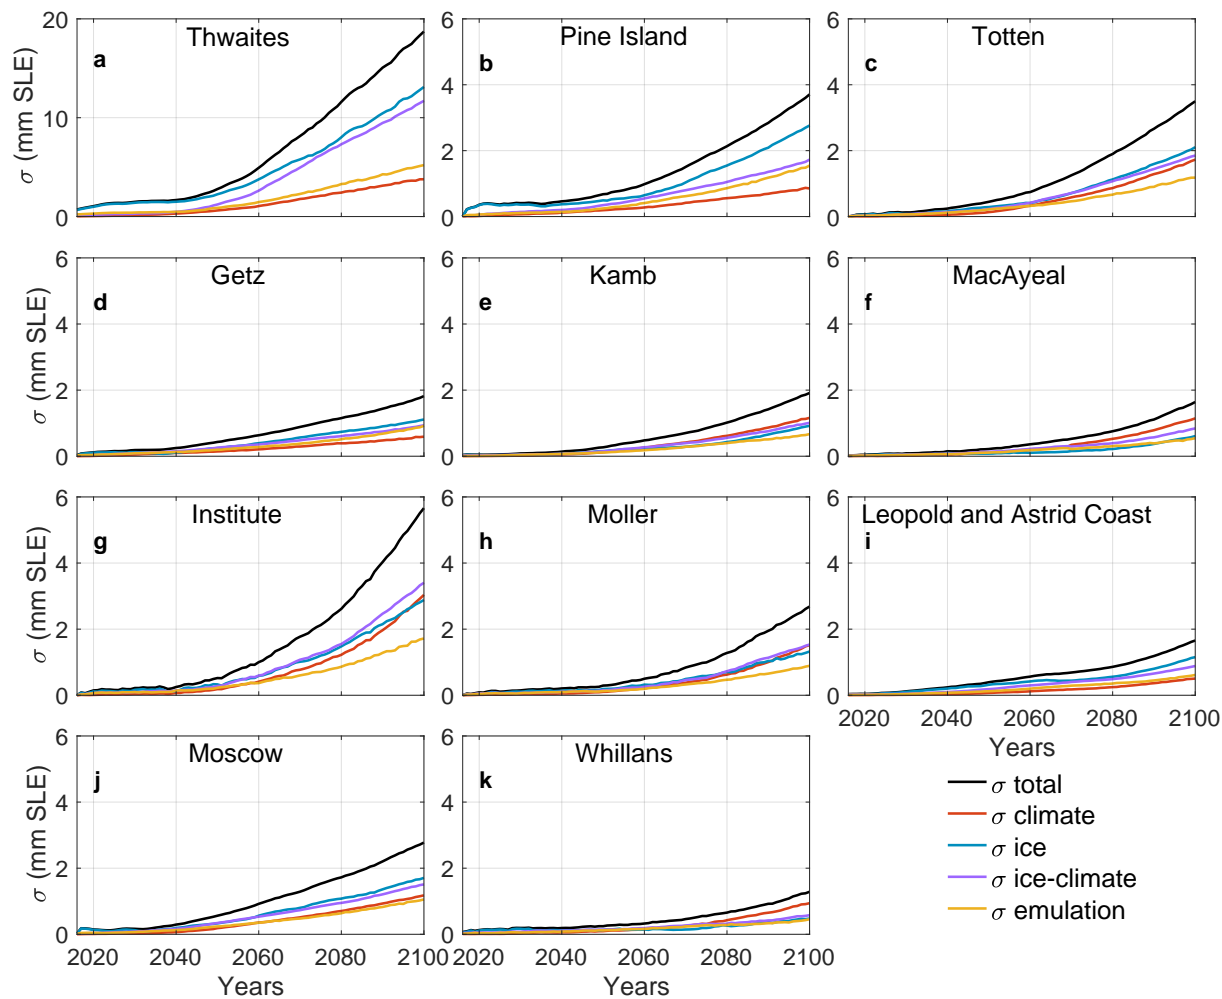 Thwaites
a
σ (mm SLE)
20
10
0
Pine Island
b
6
4
2
0
Totten
c
6
4
2
0
Getz
d
σ (mm SLE)
6
4
2
0
Kamb
e
6
4
2
0
MacAyeal
f
6
4
2
0
Institute
g
σ (mm SLE)
6
4
2
0
Moller
h
6
4
2
0
Leopold and Astrid Coast
i
6
4
2
0
2020 2040 2060 2080 2100
Years
Moscow
j
σ (mm SLE)
6
4
2
0
2020 2040 2060 2080 2100
Years
Whillans
k
6
4
2
0
2020 2040 2060 2080 2100
Years
σ total
σ climate
σ ice
σ ice-climate
σ emulation